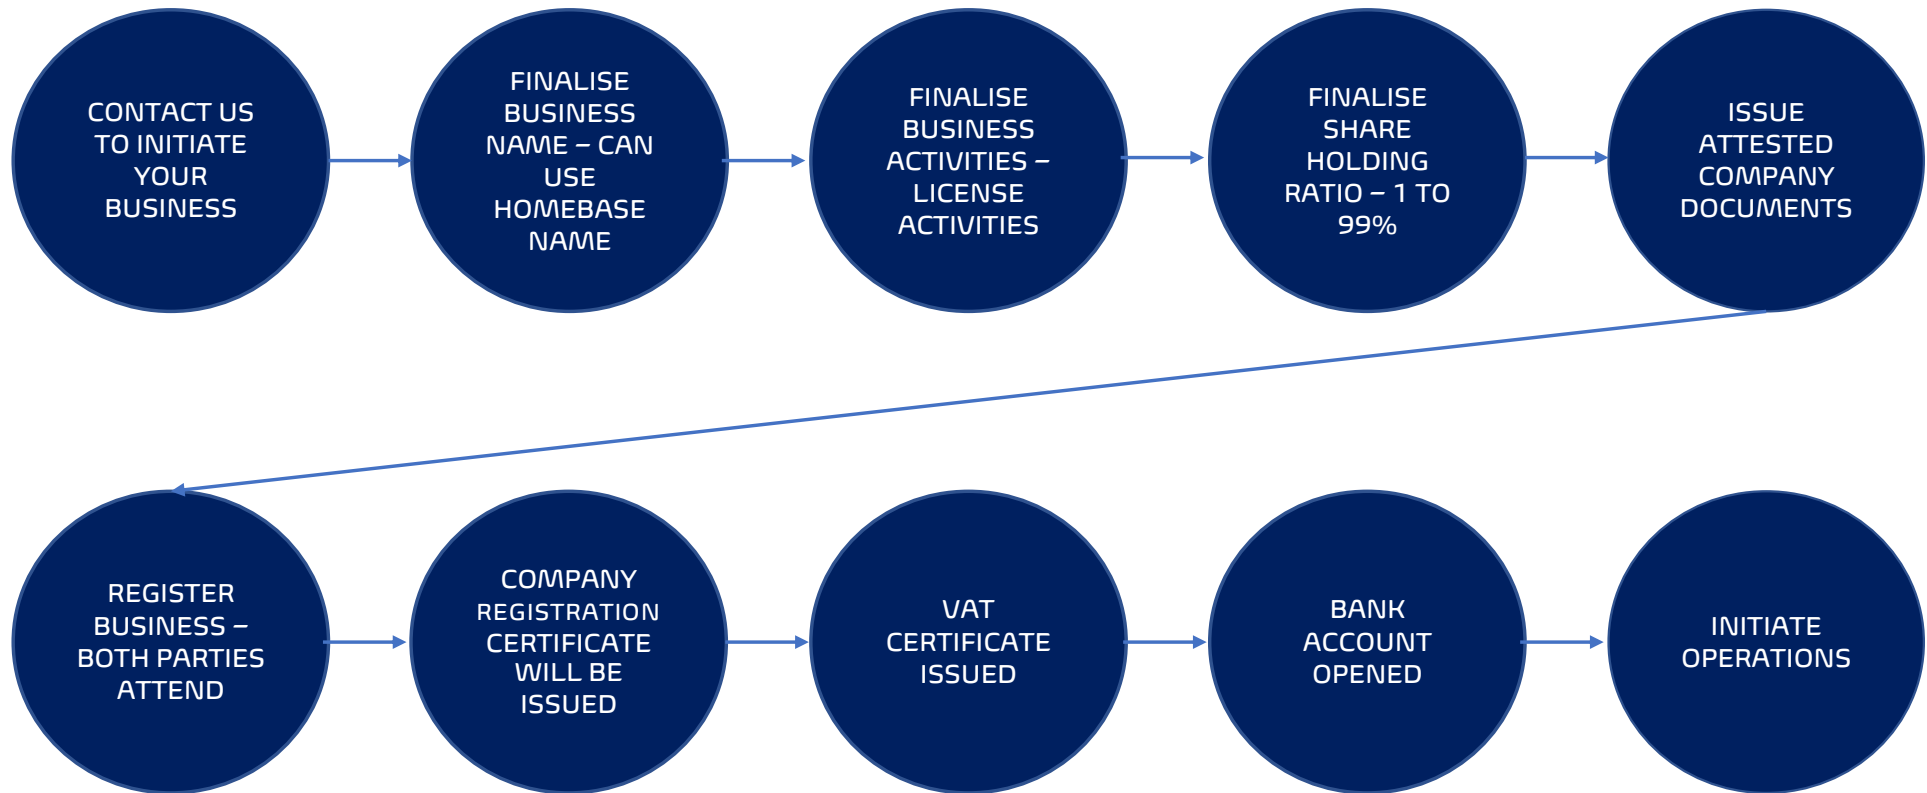 CONTACT US
TO INITIATE
YOUR
BUSINESS
FINALISE
BUSINESS
NAME – CAN
USE
HOMEBASE
NAME
FINALISE
BUSINESS
ACTIVITIES –
LICENSE
ACTIVITIES
FINALISE
SHARE
HOLDING
RATIO – 1 TO
99%
ISSUE
ATTESTED
COMPANY
DOCUMENTS
REGISTER
BUSINESS –
BOTH PARTIES
ATTEND
COMPANY
REGISTRATION
CERTIFICATE
WILL BE
ISSUED
VAT
CERTIFICATE
ISSUED
BANK
ACCOUNT
OPENED
INITIATE
OPERATIONS